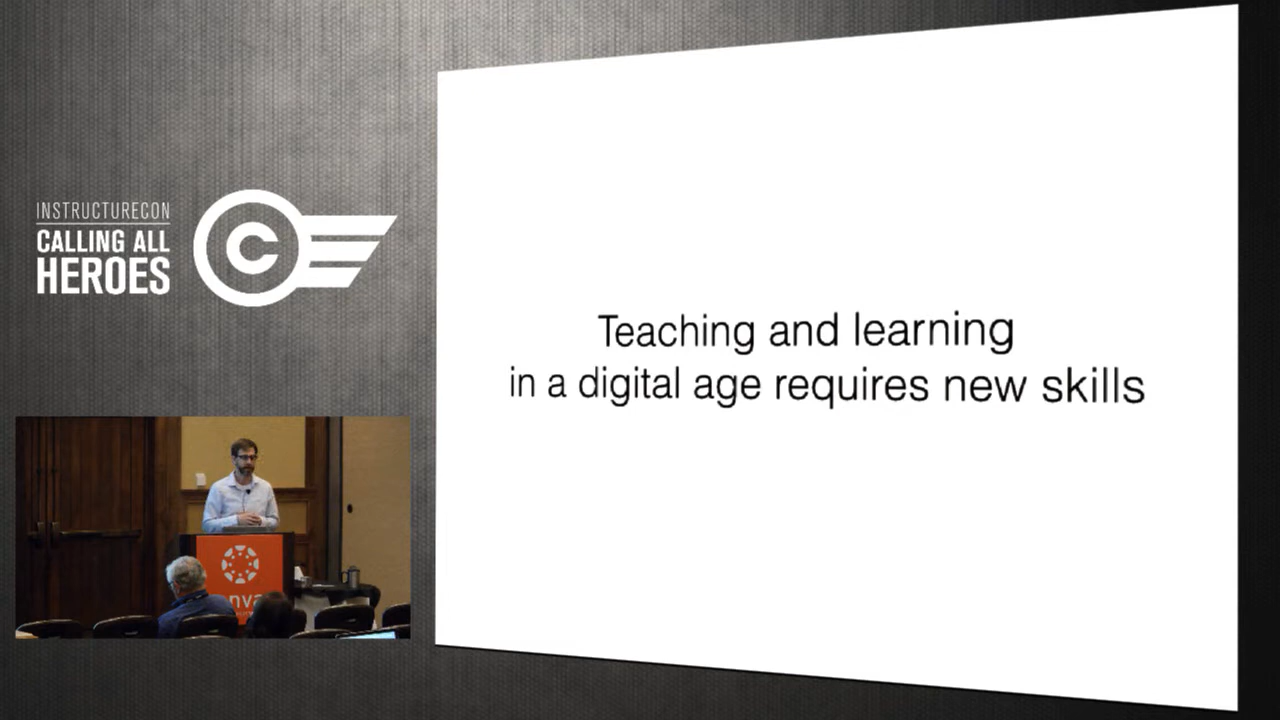 INSTRUCTURECON
CALLING ALL
HEROES
C
Teaching and learning
in a digital age requires new skills